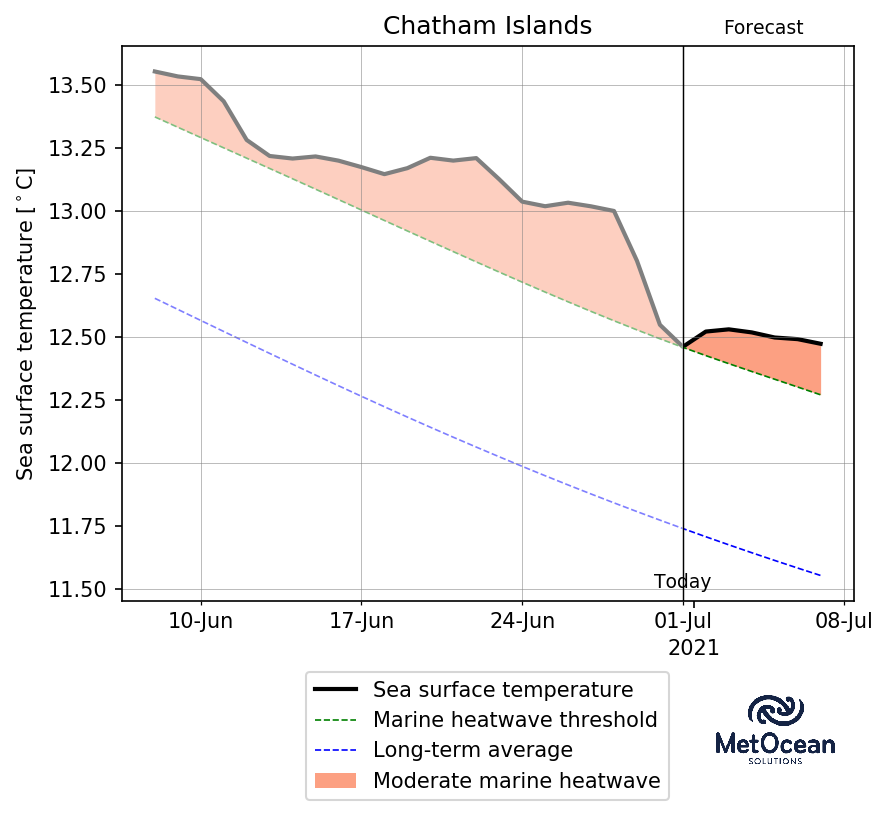 Chatham Islands
Forecast
Sea surface temperature [°C]
13.50
13.25
13.00
12.75
12.50
12.25
12.00
11.75
11.50
Today
10-Jun 17-Jun 24-Jun 01-Jul 08-Jul
2021
Sea surface temperature
Marine heatwave threshold
Long-term average
Moderate marine heatwave
MetOcean
SOLUTIONS